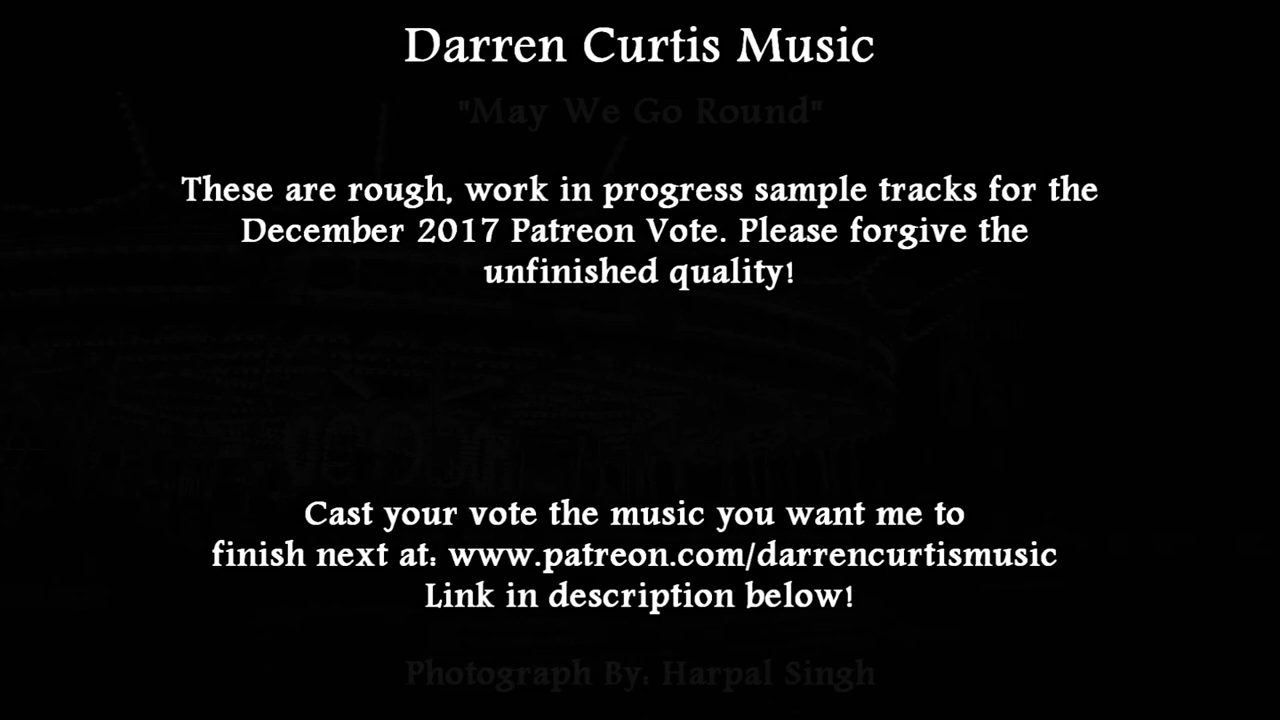 Darren Curtis Music
"May We Go Round"
These are rough, work in progress sample tracks for the
December 2017 Patreon Vote. Please forgive the
unfinished quality!
Cast your vote the music you want me to
finish next at: www.patreon.com/darrencurtismusic
Link in description below!
Photograph By: Harpal Singh